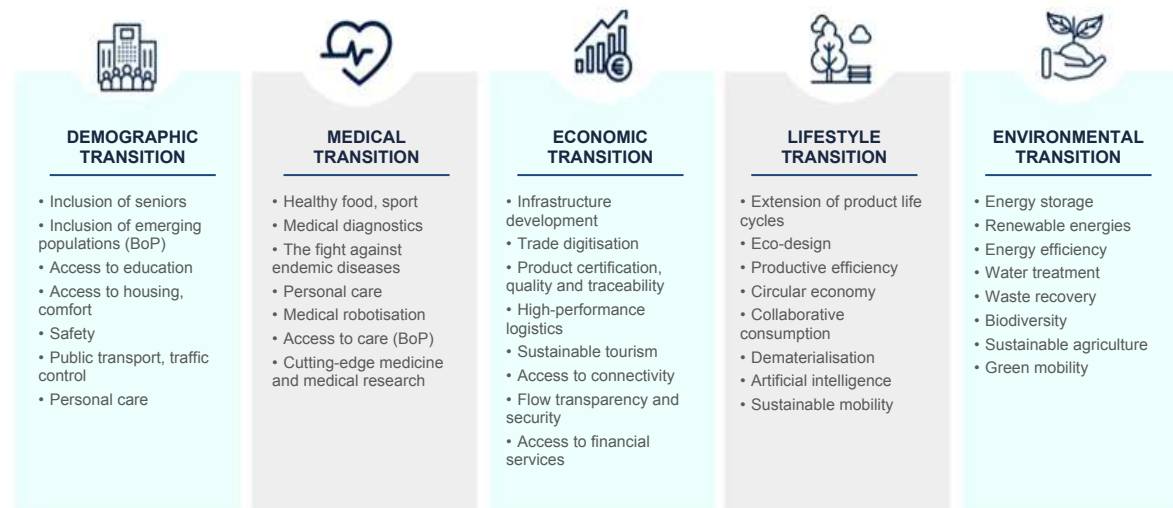 DEMOGRAPHIC
TRANSITION
• Inclusion of seniors
• Inclusion of emerging
populations (BoP)
• Access to education
• Access to housing,
comfort
• Safety
• Public transport, traffic
control
• Personal care
MEDICAL
TRANSITION
• Healthy food, sport
• Medical diagnostics
• The fight against
endemic diseases
• Personal care
• Medical robotisation
• Access to care (BoP)
• Cutting-edge medicine
and medical research
ECONOMIC
TRANSITION
• Infrastructure
development
• Trade digitisation
• Product certification,
quality and traceability
• High-performance
logistics
• Sustainable tourism
• Access to connectivity
• Flow transparency and
security
• Access to financial
services
LIFESTYLE
TRANSITION
• Extension of product life
cycles
• Eco-design
• Productive efficiency
• Circular economy
• Collaborative
consumption
• Dematerialisation
• Artificial intelligence
• Sustainable mobility
ENVIRONMENTAL
TRANSITION
• Energy storage
• Renewable energies
• Energy efficiency
• Water treatment
• Waste recovery
• Biodiversity
• Sustainable agriculture
• Green mobility